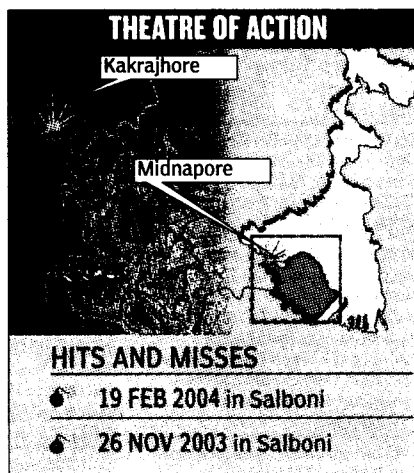 THEATRE OF ACTION
Kakrajhore
Midnapore
HITS AND MISSES
19 FEB 2004 in Salboni
26 NOV 2003 in Salboni